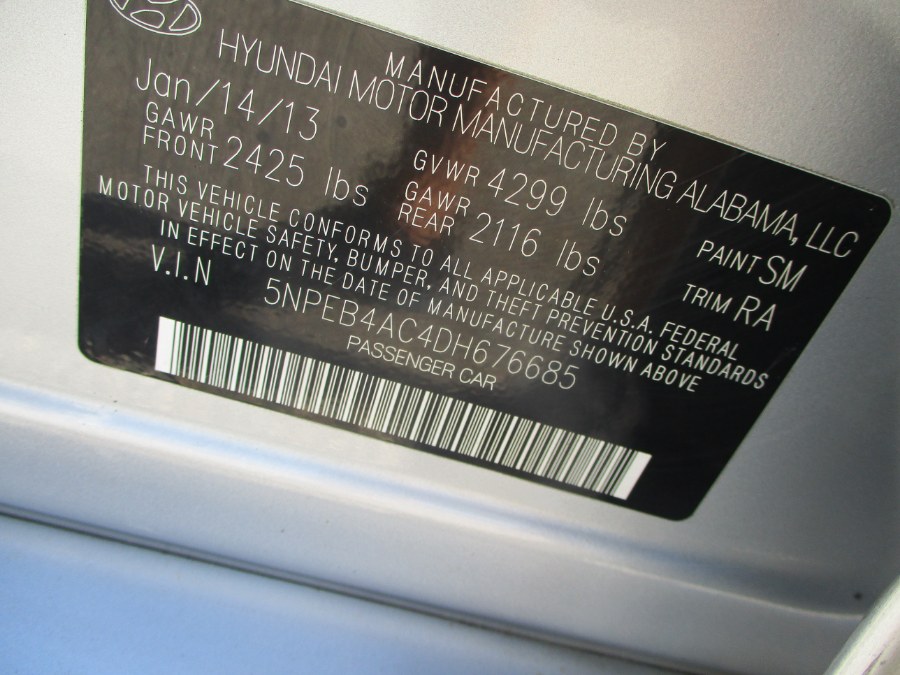 MANUFACTURED BY
HYUNDAI MOTOR MANUFACTURING ALABAMA, LLC
Jan/14/13 GVWR 4299 lbs PAINT SM
GAWR FRONT 2425 lbs GAWR REAR 2116 lbs TRIM RA
THIS VEHICLE CONFORMS TO ALL APPLICABLE U.S.A. FEDERAL
MOTOR VEHICLE SAFETY, BUMPER, AND THEFT PREVENTION STANDARDS
IN EFFECT ON THE DATE OF MANUFACTURE SHOWN ABOVE
V.I.N 5NPEB4AC4DH676685
PASSENGER CAR